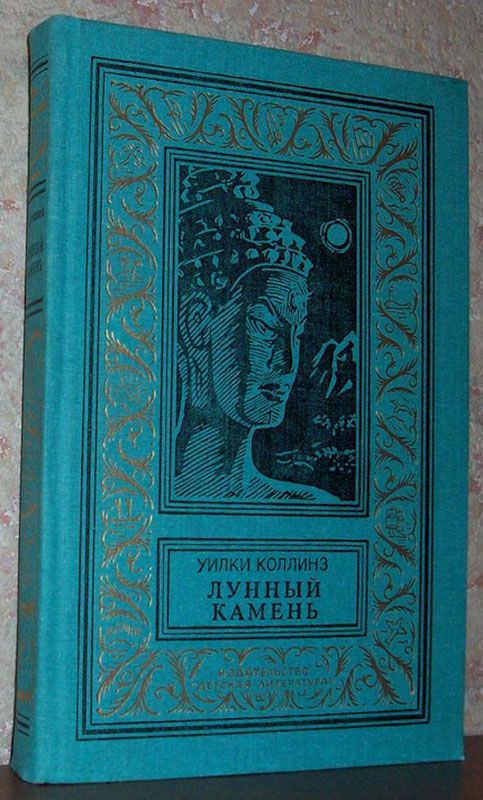 УИЛКИ КОЛЛИНЗ
ЛУННЫЙ
КАМЕНЬ
ИЗДАТЕЛЬСТВО
ДЕТСКАЯ ЛИТЕРАТУРА